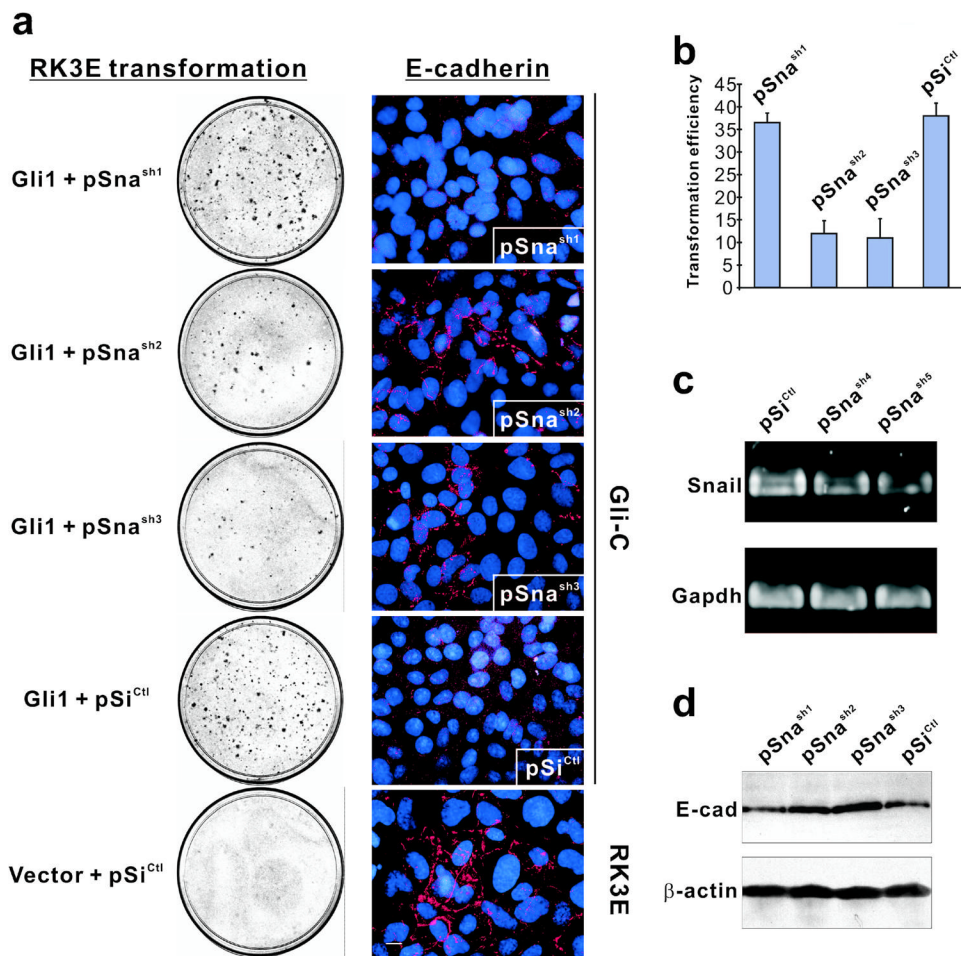 a
RK3E transformation
E-cadherin
Gli1 + pSna^sh1
pSna^sh1
Gli1 + pSna^sh2
pSna^sh2
Gli1 + pSna^sh3
pSna^sh3
Gli1 + pSi^Ctl
pSi^Ctl
Vector + pSi^Ctl
Gli-C
RK3E
b
Transformation efficiency
45
40
35
30
25
20
15
10
5
0
pSna^sh1
pSna^sh2
pSna^sh3
pSi^Ctl
c
pSi^Ctl
pSna^sh4
pSna^sh5
Snail
Gapdh
d
pSna^sh1
pSna^sh2
pSna^sh3
pSi^Ctl
E-cad
β-actin